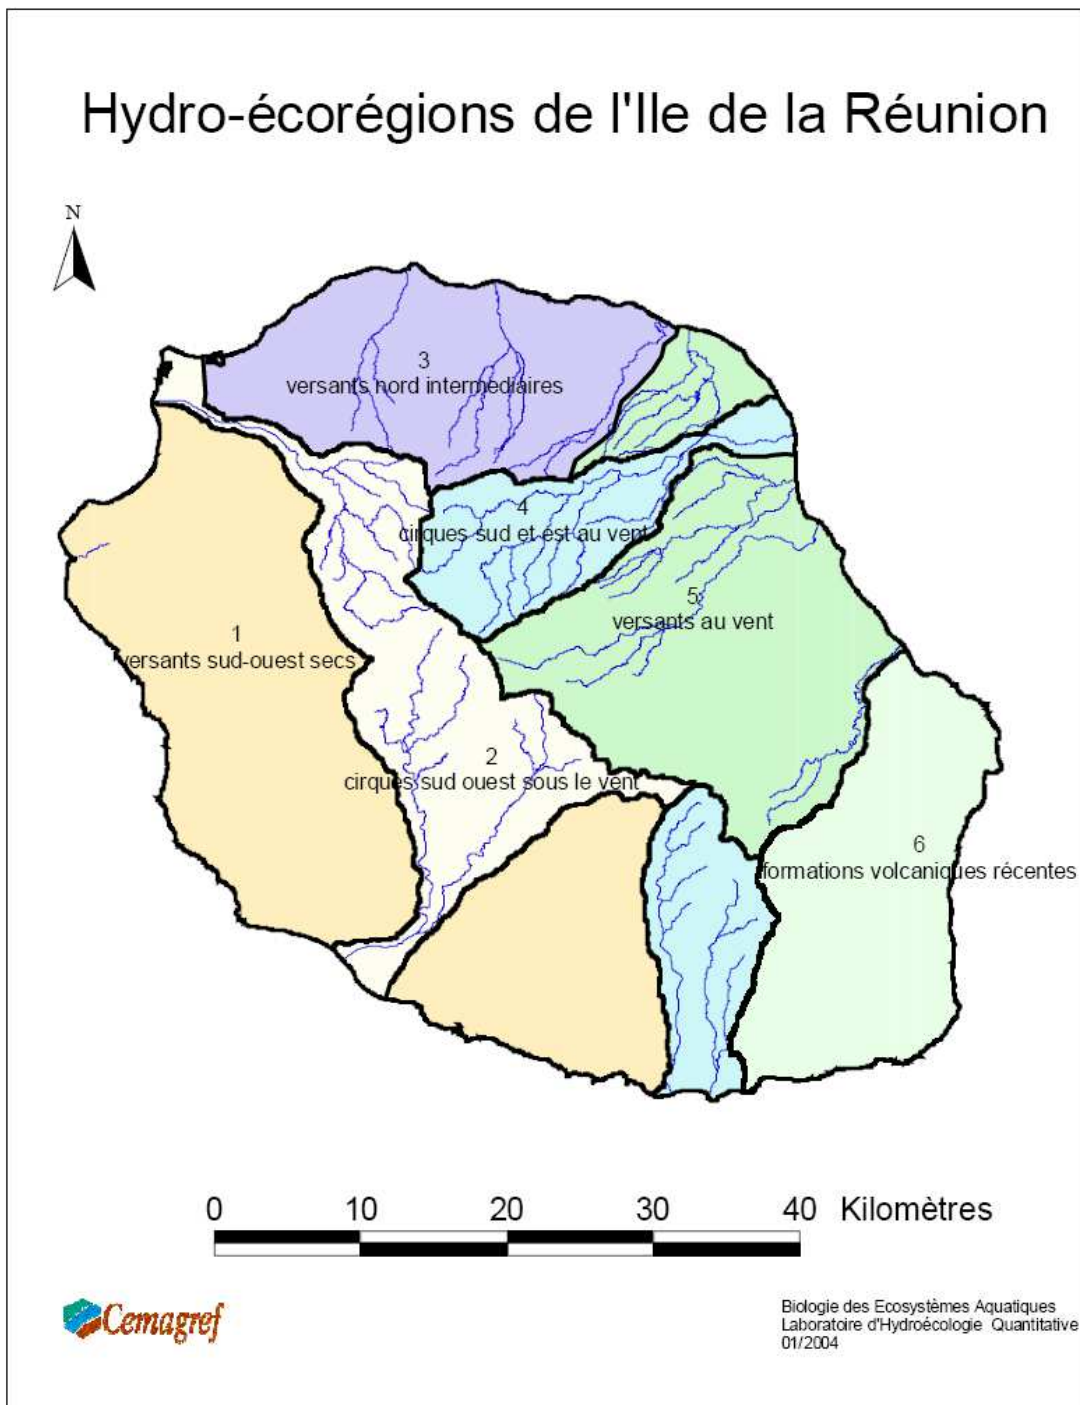 Hydro-écorégions de l'Ile de la Réunion
N
3
versants nord intermediaires
4
cirques sud et est au vent
5
versants au vent
1
versants sud-ouest secs
2
cirques sud ouest sous le vent
6
formations volcaniques récentes
0 10 20 30 40 Kilomètres
Cemagref
Biologie des Ecosystèmes Aquatiques
Laboratoire d'Hydroécologie Quantitative
01/2004